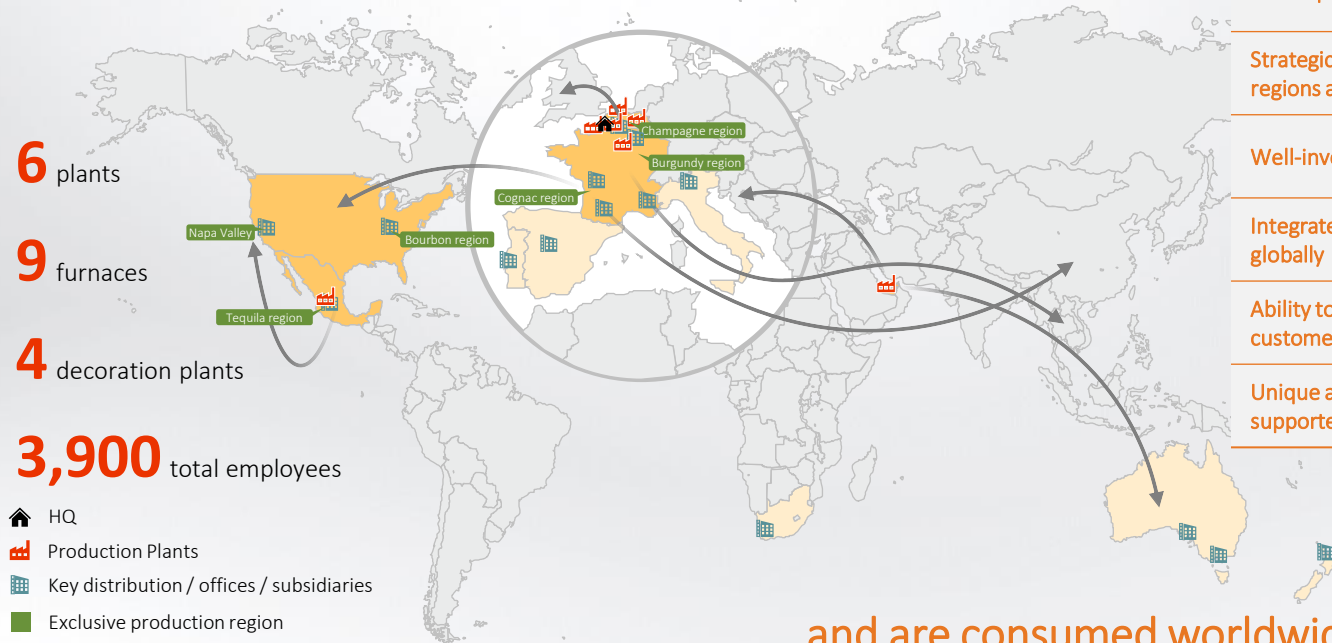 6 plants
9 furnaces
4 decoration plants
3,900 total employees
HQ
Production Plants
Key distribution / offices / subsidiaries
Exclusive production region
Napa Valley
Bourbon region
Tequila region
Champagne region
Burgundy region
Cognac region
Strategic
regions a
Well-inve
Integrate
globally
Ability to
custome
Unique a
supporte
and are consumed worldwid